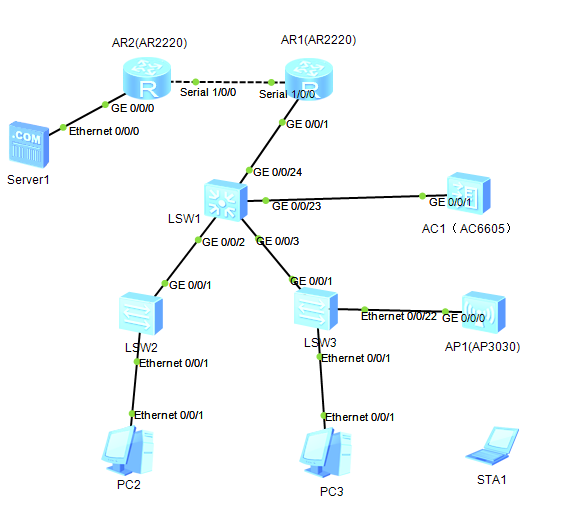 AR2(AR2220)
AR1(AR2220)
Serial 1/0/0
Serial 1/0/0
GE 0/0/0
Ethernet 0/0/0
GE 0/0/1
.COM
R
R
Server1
GE 0/0/24
GE 0/0/23
GE 0/0/1
LSW1
AC1（AC6605）
GE 0/0/2
GE 0/0/3
GE 0/0/1
GE 0/0/1
Ethernet 0/0/22
GE 0/0/0
LSW2
LSW3
AP1(AP3030)
Ethernet 0/0/1
Ethernet 0/0/1
Ethernet 0/0/1
Ethernet 0/0/1
PC2
PC3
STA1